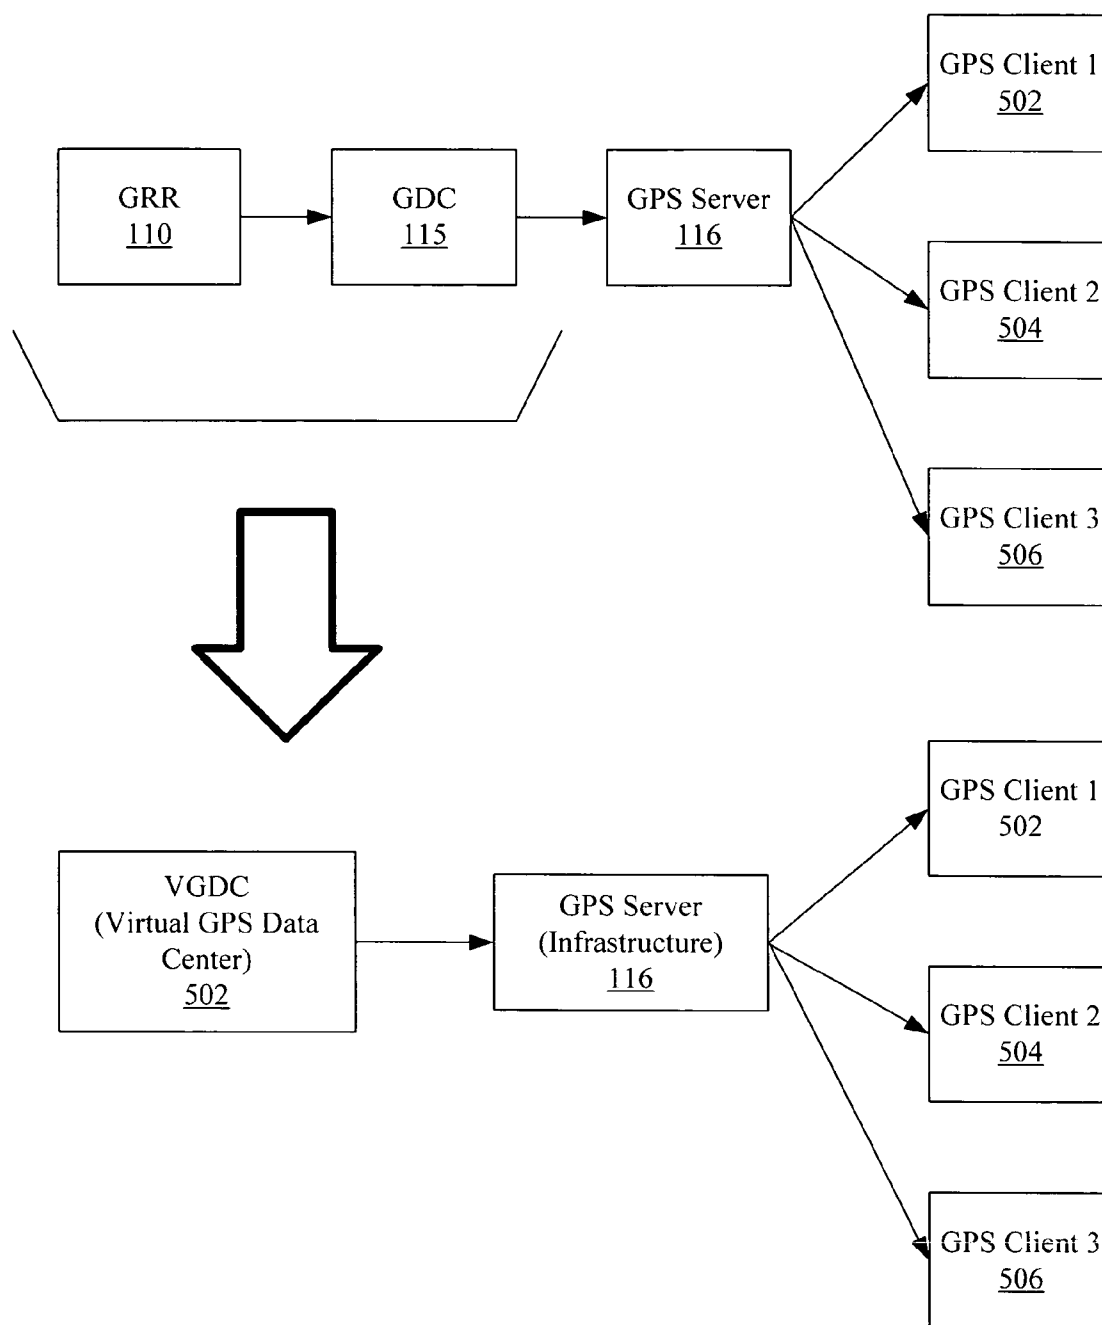 GPS Client 1
502
GRR
110
GDC
115
GPS Server
116
GPS Client 2
504
GPS Client 3
506
GPS Client 1
502
VGDC
(Virtual GPS Data
Center)
502
GPS Server
(Infrastructure)
116
GPS Client 2
504
GPS Client 3
506